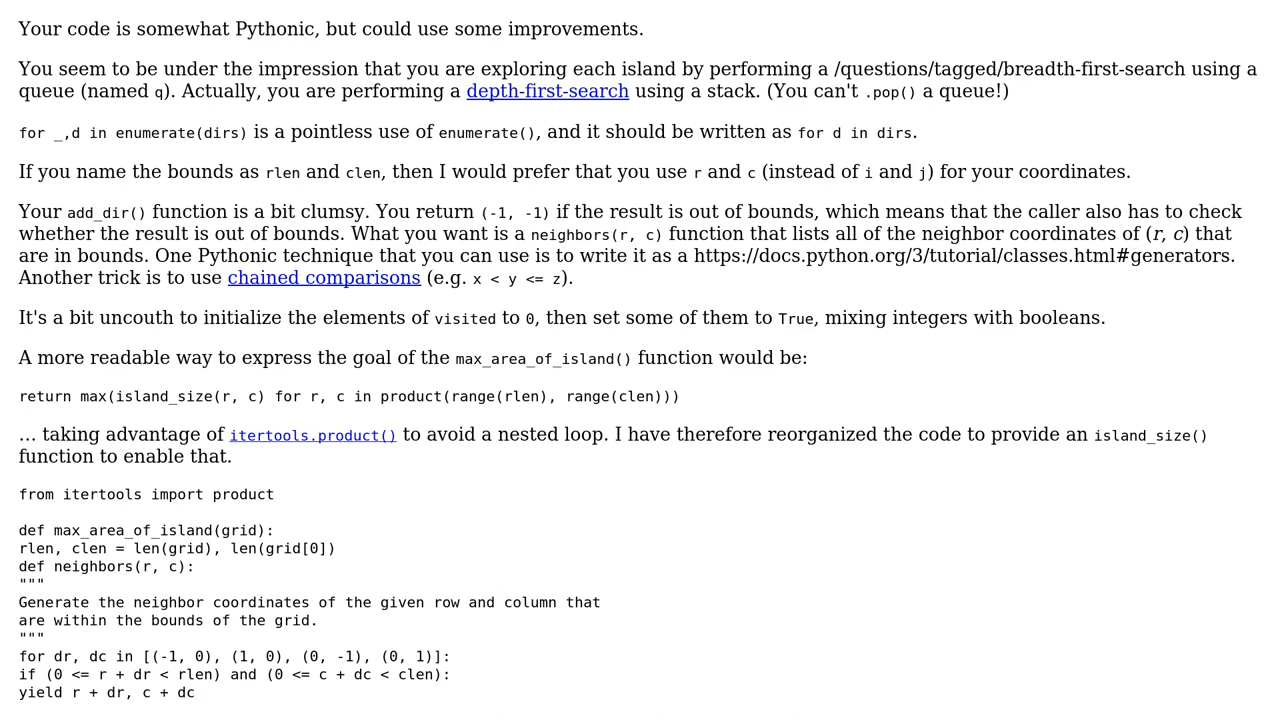 Your code is somewhat Pythonic, but could use some improvements.
You seem to be under the impression that you are exploring each island by performing a /questions/tagged/breadth-first-search using a
queue (named q). Actually, you are performing a depth-first-search using a stack. (You can't .pop() a queue!)
for _,d in enumerate(dirs) is a pointless use of enumerate(), and it should be written as for d in dirs.
If you name the bounds as rlen and clen, then I would prefer that you use r and c (instead of i and j) for your coordinates.
Your add_dir() function is a bit clumsy. You return (-1, -1) if the result is out of bounds, which means that the caller also has to check
whether the result is out of bounds. What you want is a neighbors(r, c) function that lists all of the neighbor coordinates of (r, c) that
are in bounds. One Pythonic technique that you can use is to write it as a https://docs.python.org/3/tutorial/classes.html#generators.
Another trick is to use chained comparisons (e.g. x < y <= z).
It's a bit uncouth to initialize the elements of visited to 0, then set some of them to True, mixing integers with booleans.
A more readable way to express the goal of the max_area_of_island() function would be:
return max(island_size(r, c) for r, c in product(range(rlen), range(clen)))
… taking advantage of itertools.product() to avoid a nested loop. I have therefore reorganized the code to provide an island_size()
function to enable that.
from itertools import product
def max_area_of_island(grid):
rlen, clen = len(grid), len(grid[0])
def neighbors(r, c):
"""
Generate the neighbor coordinates of the given row and column that
are within the bounds of the grid.
"""
for dr, dc in [(-1, 0), (1, 0), (0, -1), (0, 1)]:
if (0 <= r + dr < rlen) and (0 <= c + dc < clen):
yield r + dr, c + dc